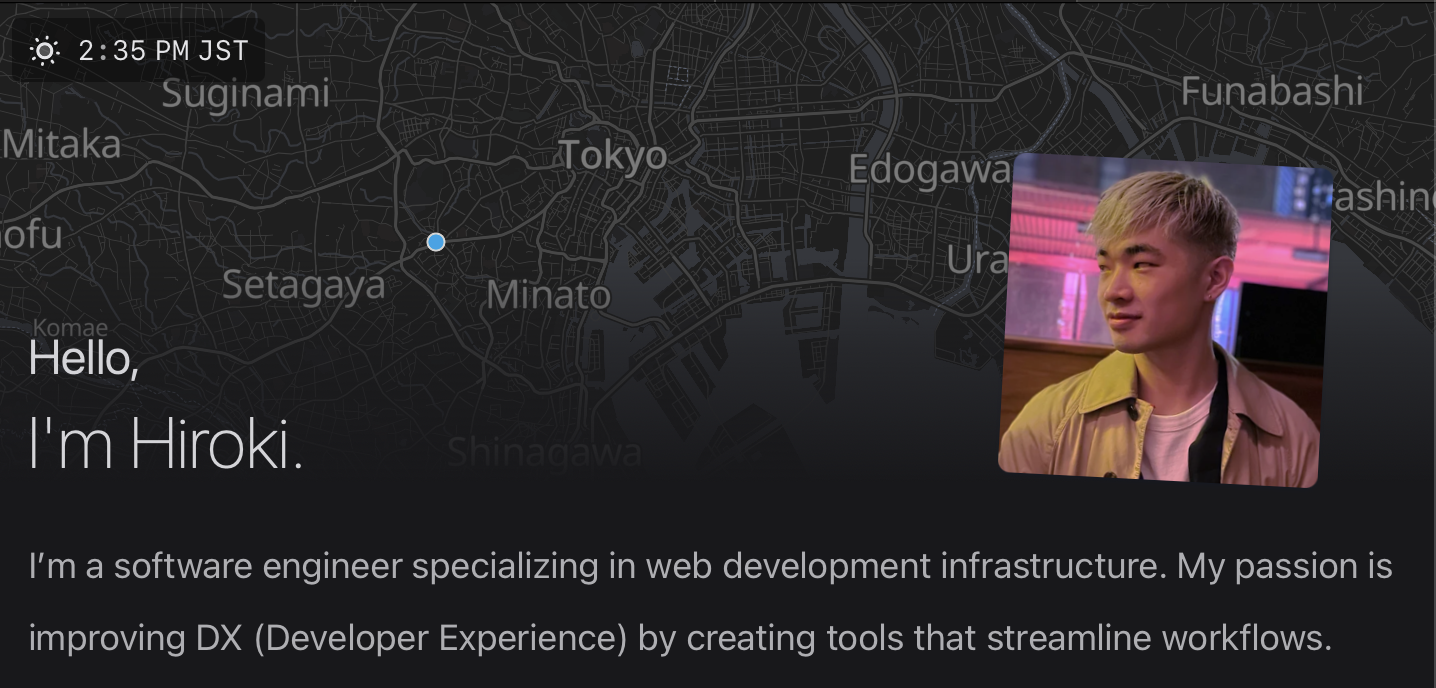 2:35 PM JST
Suginami
Funabashi
Mitaka
Tokyo
Edogawa
ashino
ofu
Setagaya
Minato
Ura
Komae
Hello,
I'm Hiroki.
Shinagawa
I’m a software engineer specializing in web development infrastructure. My passion is
improving DX (Developer Experience) by creating tools that streamline workflows.